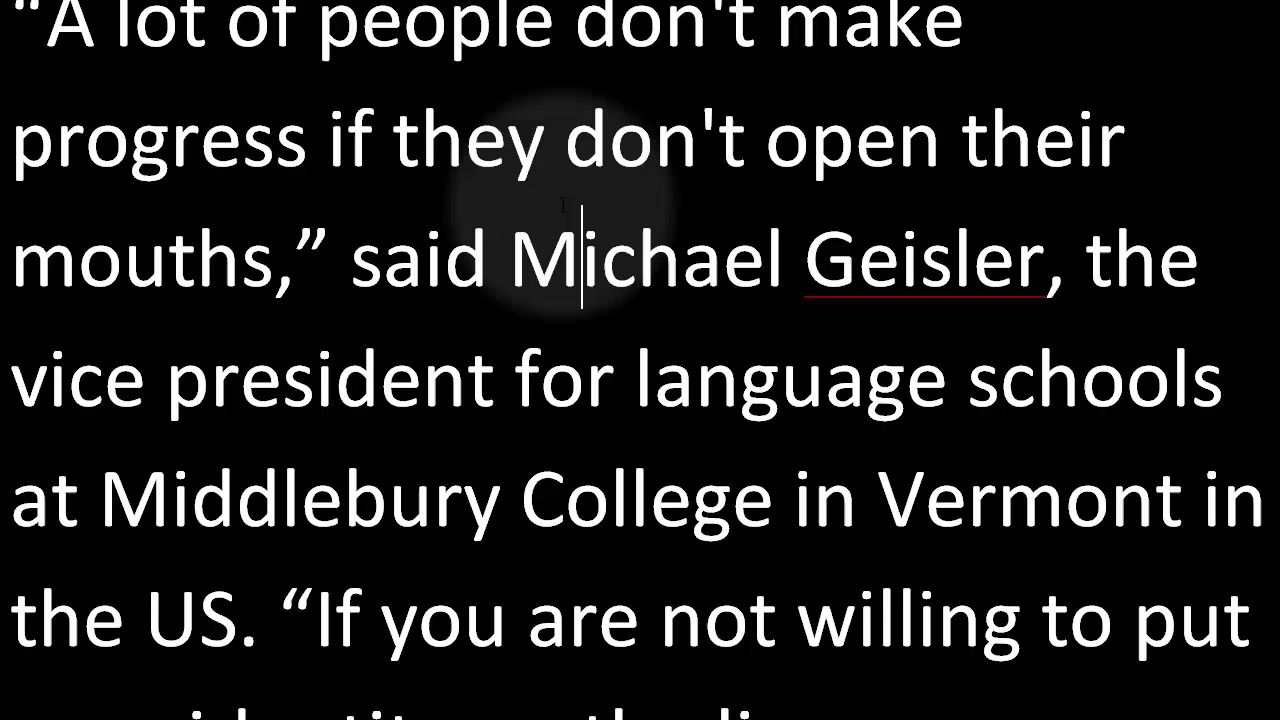 “A lot of people don't make
progress if they don't open their
mouths,” said Michael Geisler, the
vice president for language schools
at Middlebury College in Vermont in
the US. “If you are not willing to put